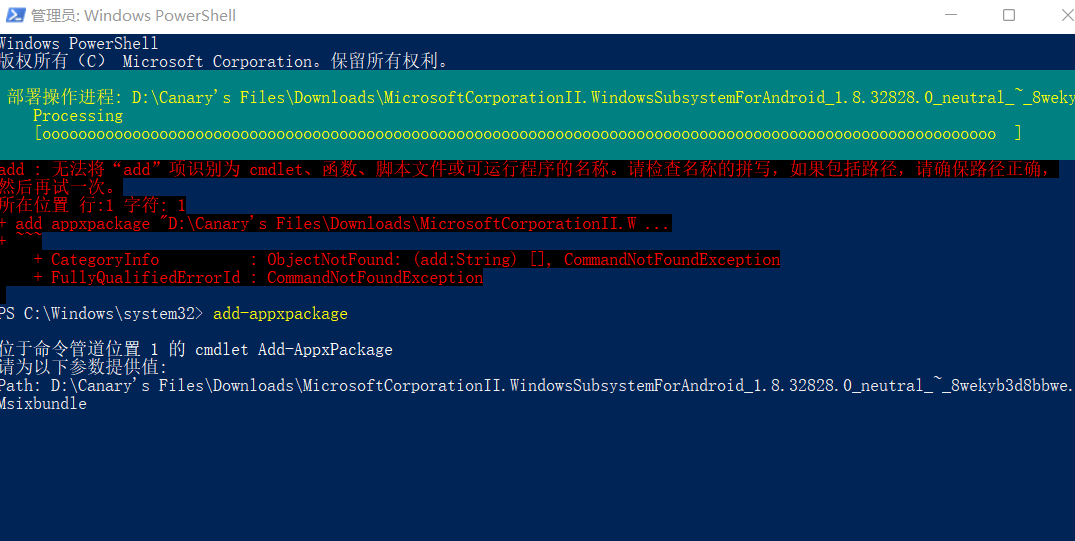 管理员: Windows PowerShell
Windows PowerShell
版权所有（C） Microsoft Corporation。保留所有权利。
部署操作进程: D:\Canary's Files\Downloads\MicrosoftCorporationII.WindowsSubsystemForAndroid_1.8.32828.0_neutral_~_8weky
Processing
[oooooooooooooooooooooooooooooooooooooooooooooooooooooooooooooooooooooooooooooooooooooooooooooooooooooooooo  ]
add : 无法将“add”项识别为 cmdlet、函数、脚本文件或可运行程序的名称。请检查名称的拼写，如果包括路径，请确保路径正确，
然后再试一次。
所在位置 行:1 字符: 1
+ add appxpackage "D:\Canary's Files\Downloads\MicrosoftCorporationII.W ...
+ ~~~
+ CategoryInfo          : ObjectNotFound: (add:String) [], CommandNotFoundException
+ FullyQualifiedErrorId : CommandNotFoundException
PS C:\Windows\system32> add-appxpackage
位于命令管道位置 1 的 cmdlet Add-AppxPackage
请为以下参数提供值:
Path: D:\Canary's Files\Downloads\MicrosoftCorporationII.WindowsSubsystemForAndroid_1.8.32828.0_neutral_~_8wekyb3d8bbwe.
Msixbundle